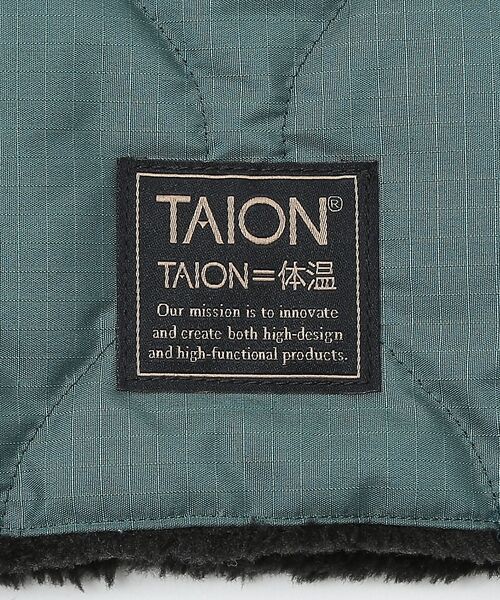 TAION®
TAION=体温
Our mission is to innovate
and create both high-design
and high-functional products.